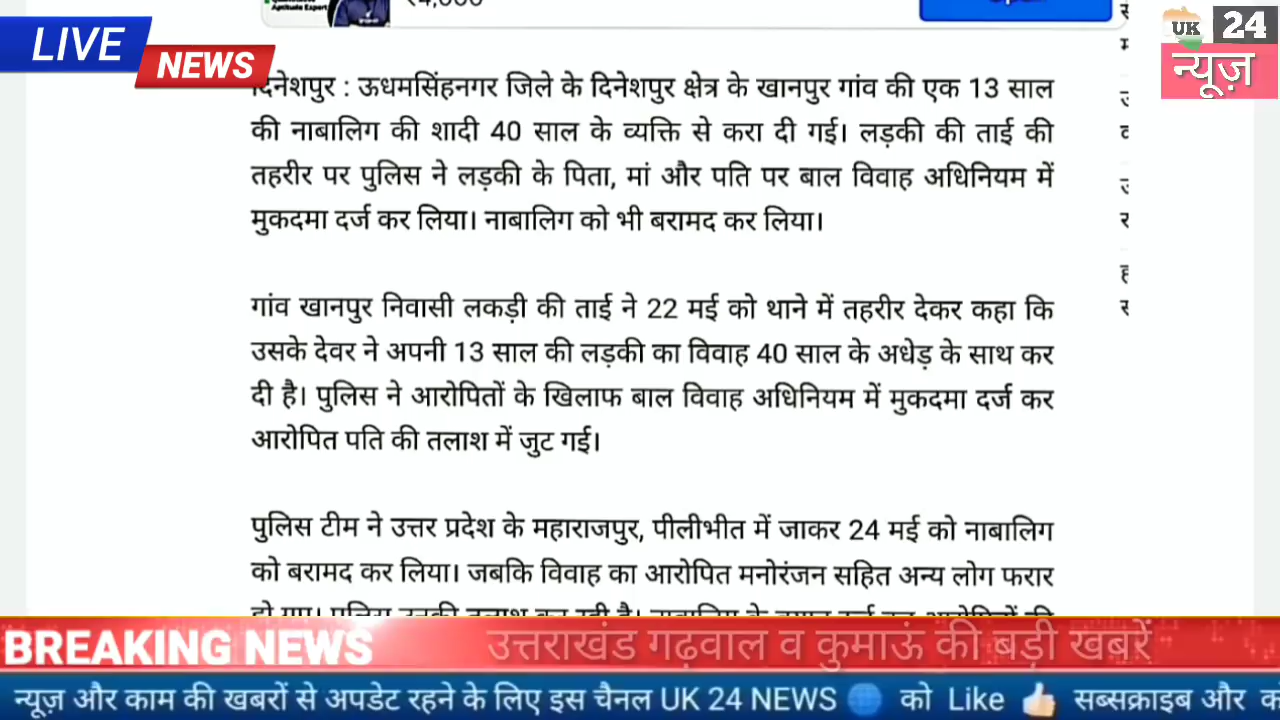 Aptitude Expert
LIVE
NEWS
UK 24
न्यूज़
दिनेशपुर : ऊधमसिंहनगर जिले के दिनेशपुर क्षेत्र के खानपुर गांव की एक 13 साल
की नाबालिग की शादी 40 साल के व्यक्ति से करा दी गई। लड़की की ताई की
तहरीर पर पुलिस ने लड़की के पिता, मां और पति पर बाल विवाह अधिनियम में
मुकदमा दर्ज कर लिया। नाबालिग को भी बरामद कर लिया।
गांव खानपुर निवासी लकड़ी की ताई ने 22 मई को थाने में तहरीर देकर कहा कि
उसके देवर ने अपनी 13 साल की लड़की का विवाह 40 साल के अधेड़ के साथ कर
दी है। पुलिस ने आरोपितों के खिलाफ बाल विवाह अधिनियम में मुकदमा दर्ज कर
आरोपित पति की तलाश में जुट गई।
पुलिस टीम ने उत्तर प्रदेश के महाराजपुर, पीलीभीत में जाकर 24 मई को नाबालिग
को बरामद कर लिया। जबकि विवाह का आरोपित मनोरंजन सहित अन्य लोग फरार
BREAKING NEWS
उत्तराखंड गढ़वाल व कुमाऊं की बड़ी खबरें
न्यूज़ और काम की खबरों से अपडेट रहने के लिए इस चैनल UK 24 NEWS 🌐 को Like 👍 सब्सक्राइब और